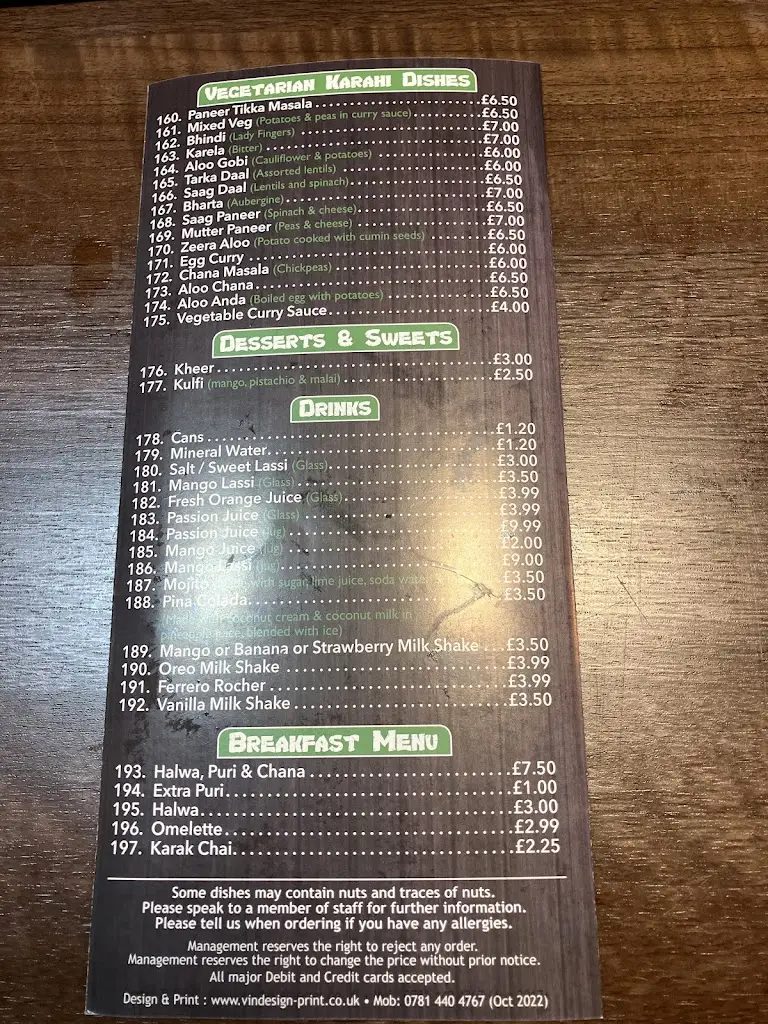 VEGETARIAN KARAHI DISHES
160. Paneer Tikka Masala £6.50
161. Mixed Veg (Potatoes & peas in curry sauce) £6.50
162. Bhindi (Lady Fingers) £7.00
163. Karela (Bitter) £7.00
164. Aloo Gobi (Cauliflower & potatoes) £6.00
165. Tarka Daal (Assorted lentils) £6.00
166. Saag Daal (Lentils and spinach) £6.50
167. Bharta (Aubergine) £7.00
168. Saag Paneer (Spinach & cheese) £6.50
169. Mutter Paneer (Peas & cheese) £7.00
170. Zeera Aloo (Potato cooked with cumin seeds) £6.50
171. Egg Curry £6.00
172. Chana Masala (Chickpeas) £6.00
173. Aloo Chana £6.50
174. Aloo Anda (Boiled egg with potatoes) £6.50
175. Vegetable Curry Sauce £4.00
DESSERTS & SWEETS
176. Kheer £3.00
177. Kulfi (mango, pistachio & malai) £2.50
DRINKS
178. Cans £1.20
179. Mineral Water £1.20
180. Salt / Sweet Lassi (Glass) £3.00
181. Mango Lassi (Glass) £3.50
182. Fresh Orange Juice (Glass) £3.99
183. Passion Juice (Glass) £3.99
184. Passion Juice (Jug) £9.99
185. Mango Juice (Jug)
186. Mango Lassi (Jug) £9.00
187. Mojito with sugar, lime juice, soda water £3.50
188. Pina Colada £3.50
(Made with coconut cream & coconut milk in
pineapple juice, blended with ice)
189. Mango or Banana or Strawberry Milk Shake £3.50
190. Oreo Milk Shake £3.99
191. Ferrero Rocher £3.99
192. Vanilla Milk Shake £3.50
BREAKFAST MENU
193. Halwa, Puri & Chana £7.50
194. Extra Puri £1.00
195. Halwa £3.00
196. Omelette £2.99
197. Karak Chai £2.25
Some dishes may contain nuts and traces of nuts.
Please speak to a member of staff for further information.
Please tell us when ordering if you have any allergies.
Management reserves the right to reject any order.
Management reserves the right to change the price without prior notice.
All major Debit and Credit cards accepted.
Design & Print : www.vindesign-print.co.uk • Mob: 0781 440 4767 (Oct 2022)